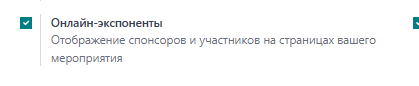 Онлайн-экспоненты
Отображение спонсоров и участников на страницах вашего
мероприятия